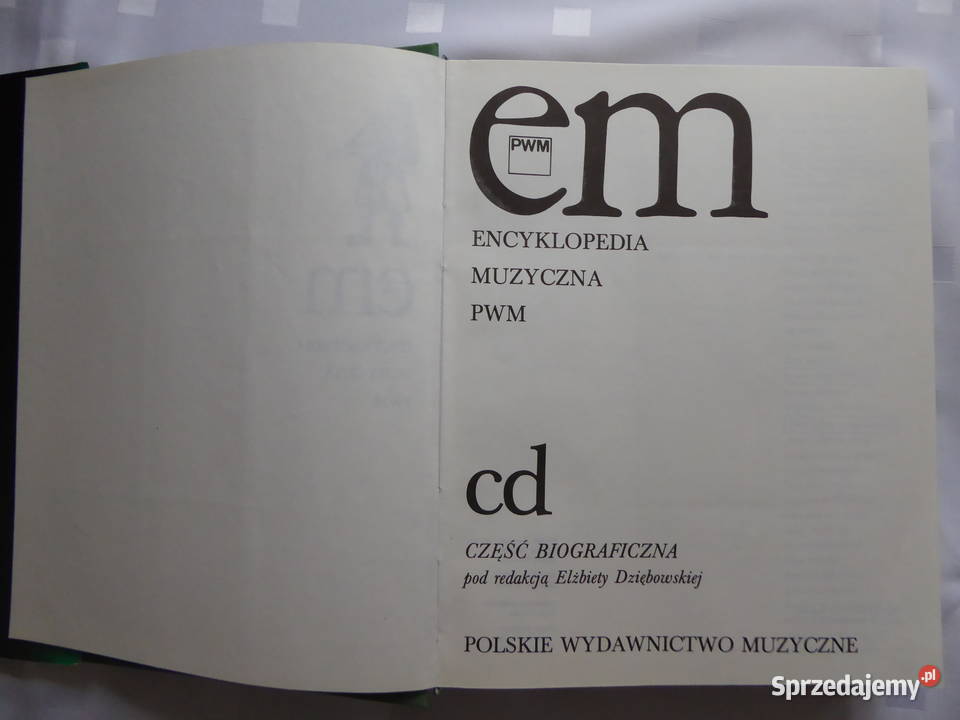 em
PWM
ENCYKLOPEDIA
MUZYCZNA
PWM
cd
CZĘŚĆ BIOGRAFICZNA
pod redakcją Elżbiety Dziębowskiej
POLSKIE WYDAWNICTWO MUZYCZNE
Sprzedajemy.pl